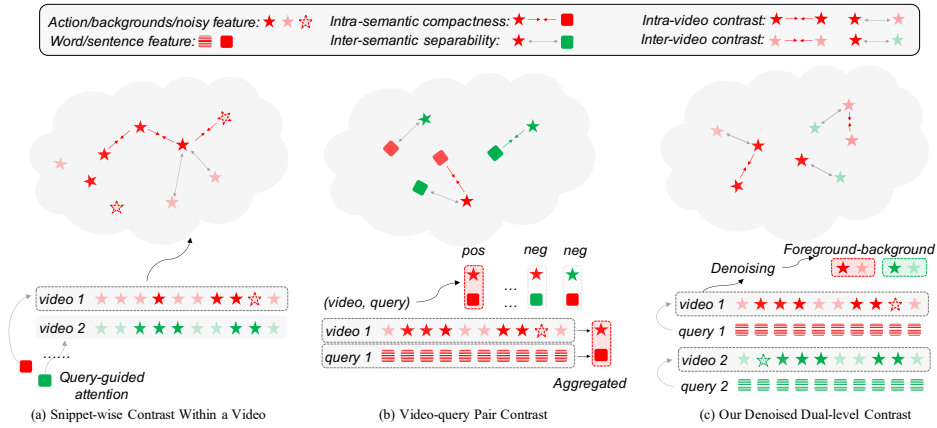 Action/backgrounds/noisy feature:
Word/sentence feature:
Intra-semantic compactness:
Inter-semantic separability:
Intra-video contrast:
Inter-video contrast:
video 1
video 2
......
Query-guided
attention
(a) Snippet-wise Contrast Within a Video
pos
neg
neg
...
...
(video, query)
video 1
query 1
Aggregated
(b) Video-query Pair Contrast
Foreground-background
Denoising
video 1
query 1
video 2
query 2
(c) Our Denoised Dual-level Contrast